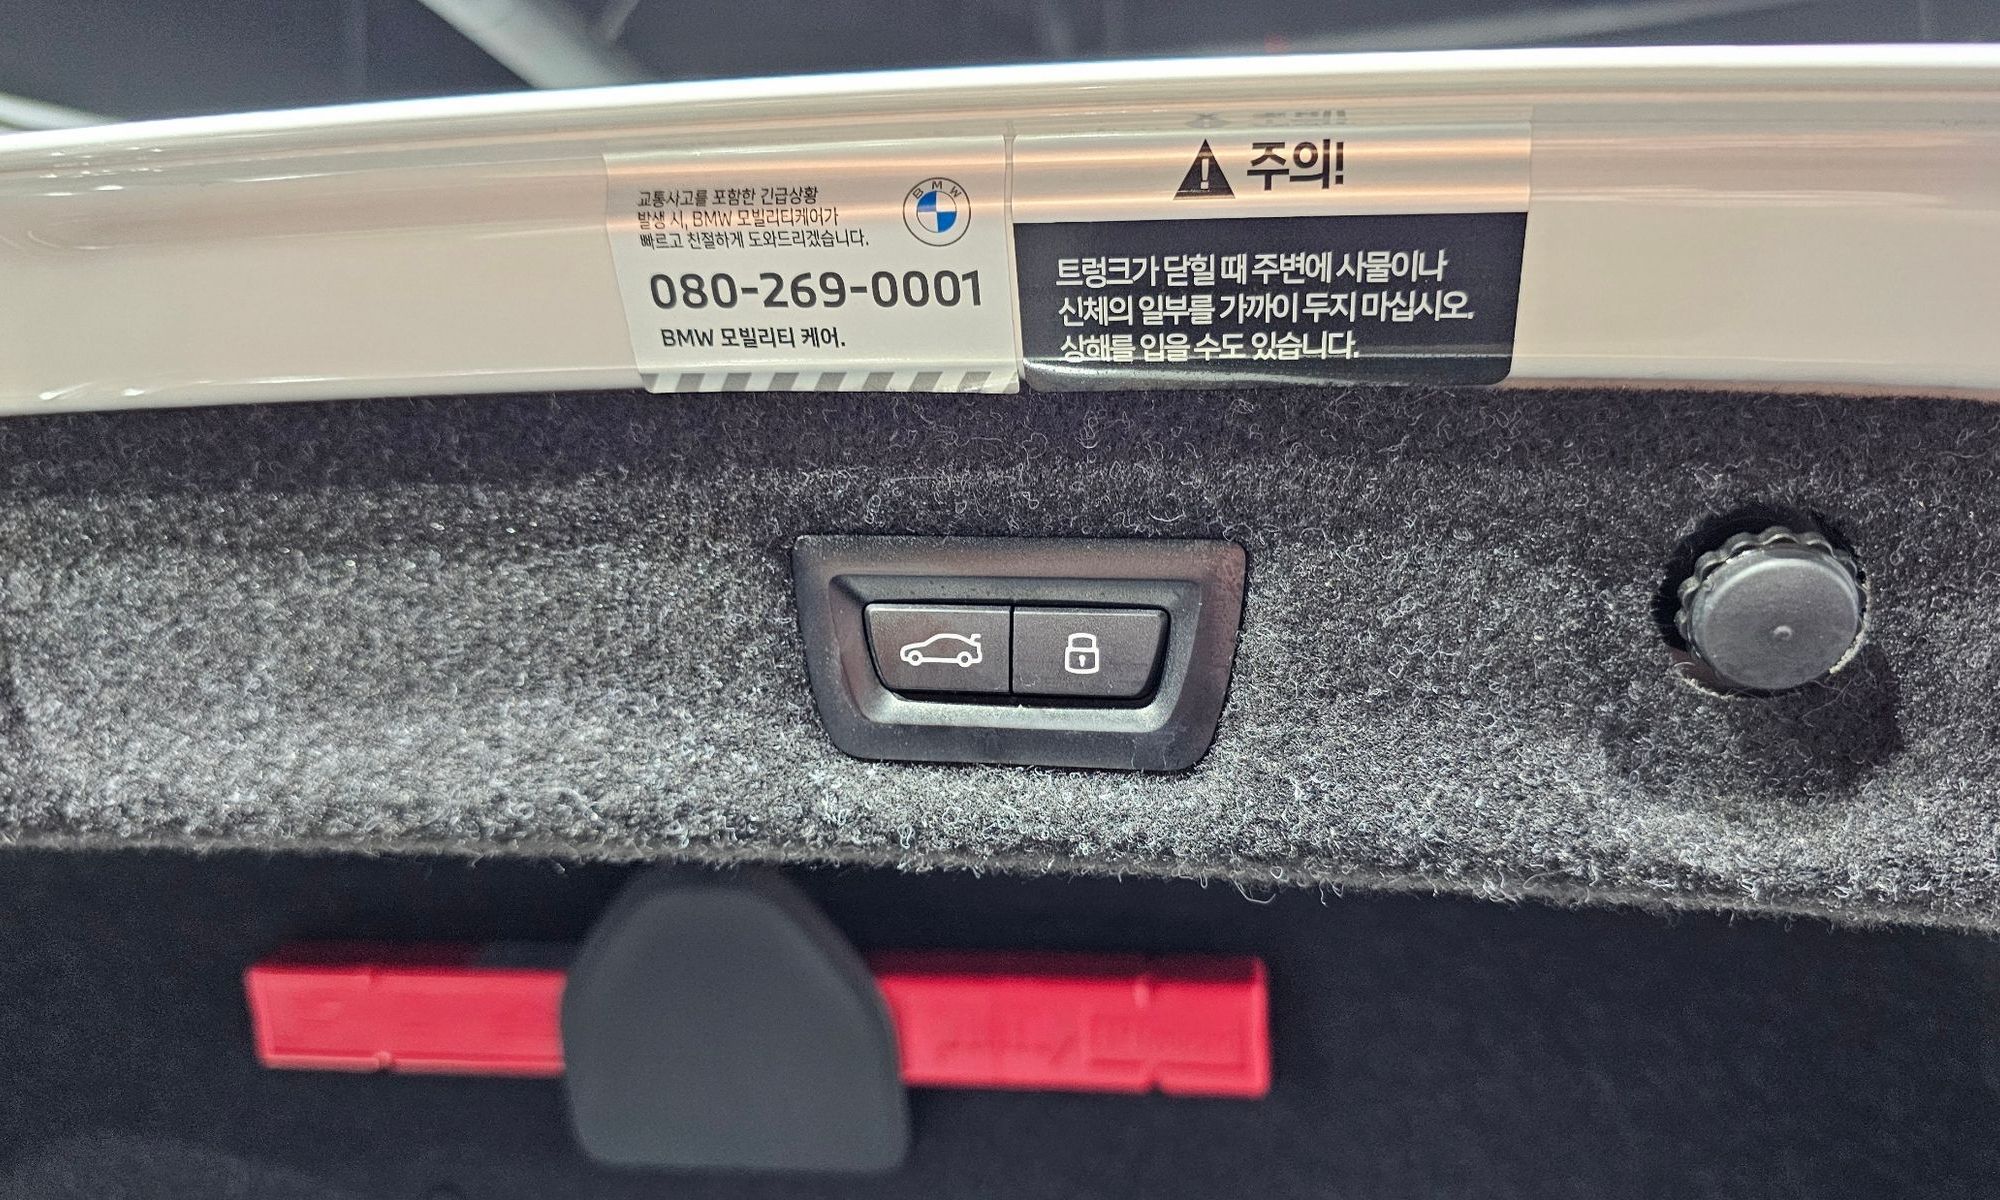 교통사고를 포함한 긴급상황
발생 시, BMW 모빌리티케어가
빠르고 친절하게 도와드리겠습니다.
BMW
080-269-0001
BMW 모빌리티 케어.
주의!
트렁크가 닫힐 때 주변에 사물이나
신체의 일부를 가까이 두지 마십시오.
상해를 입을 수도 있습니다.